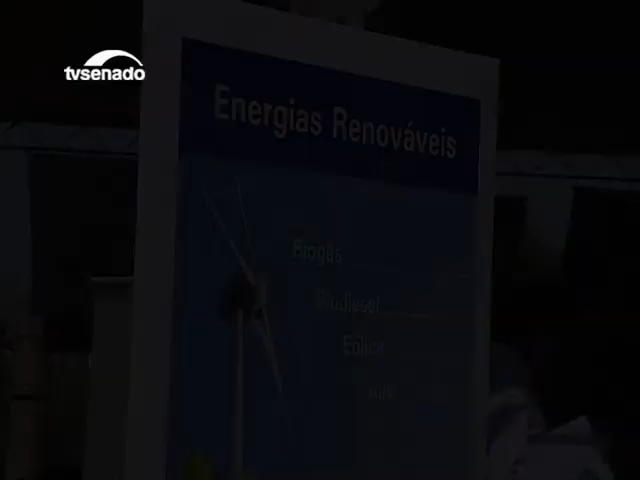 tvsenado
Energias Renováveis
Biogás
Biodiesel
Eólica